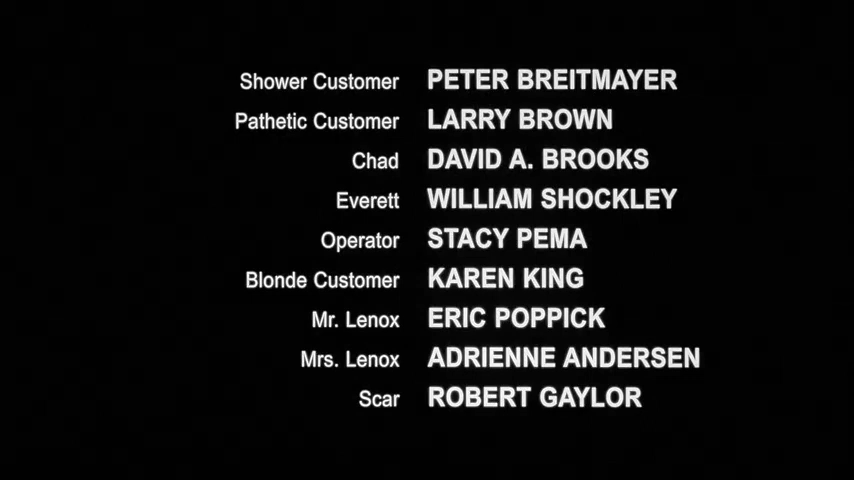 Shower Customer PETER BREITMAYER
Pathetic Customer LARRY BROWN
Chad DAVID A. BROOKS
Everett WILLIAM SHOCKLEY
Operator STACY PEMA
Blonde Customer KAREN KING
Mr. Lenox ERIC POPPICK
Mrs. Lenox ADRIENNE ANDERSEN
Scar ROBERT GAYLOR